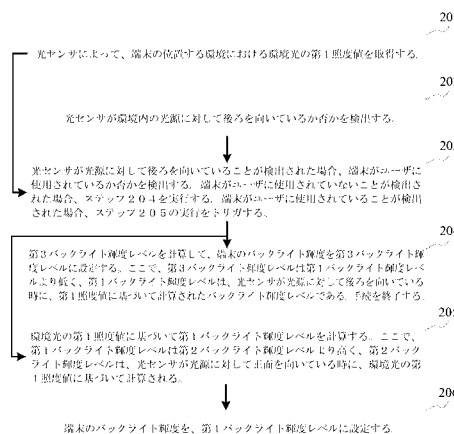 20
光センサによって、端末の位置する環境における環境光の第1照度値を取得する.
20
光センサが環境内の光源に対して後ろを向いているか否かを検出する.
20
光センサが光源に対して後ろを向いていることが検出された場合、端末がユーザに
使用されているか否かを検出する. 端末がユーザに使用されていないことが検出さ
れた場合、ステップ204を実行する. 端末がユーザに使用されていることが検出さ
れた場合、ステップ205の実行をトリガする.
20
第3バックライト輝度レベルを計算して、端末のバックライト輝度を第3バックライト輝
度レベルに設定する. ここで、第3バックライト輝度レベルは第1バックライト輝度レベ
ルより低く、第1バックライト輝度レベルは、光センサが光源に対して後ろを向いている
時に、第1照度値に基づいて計算されたバックライト輝度レベルである. 手続を終了する.
20
環境光の第1照度値に基づいて第1バックライト輝度レベルを計算する. ここで、
第1バックライト輝度レベルは第2バックライト輝度レベルより高く、第2バック
ライト輝度レベルは、光センサが光源に対して正面を向いている時に、環境光の第
1照度値に基づいて計算される.
20
端末のバックライト輝度を、第1バックライト輝度レベルに設定する.